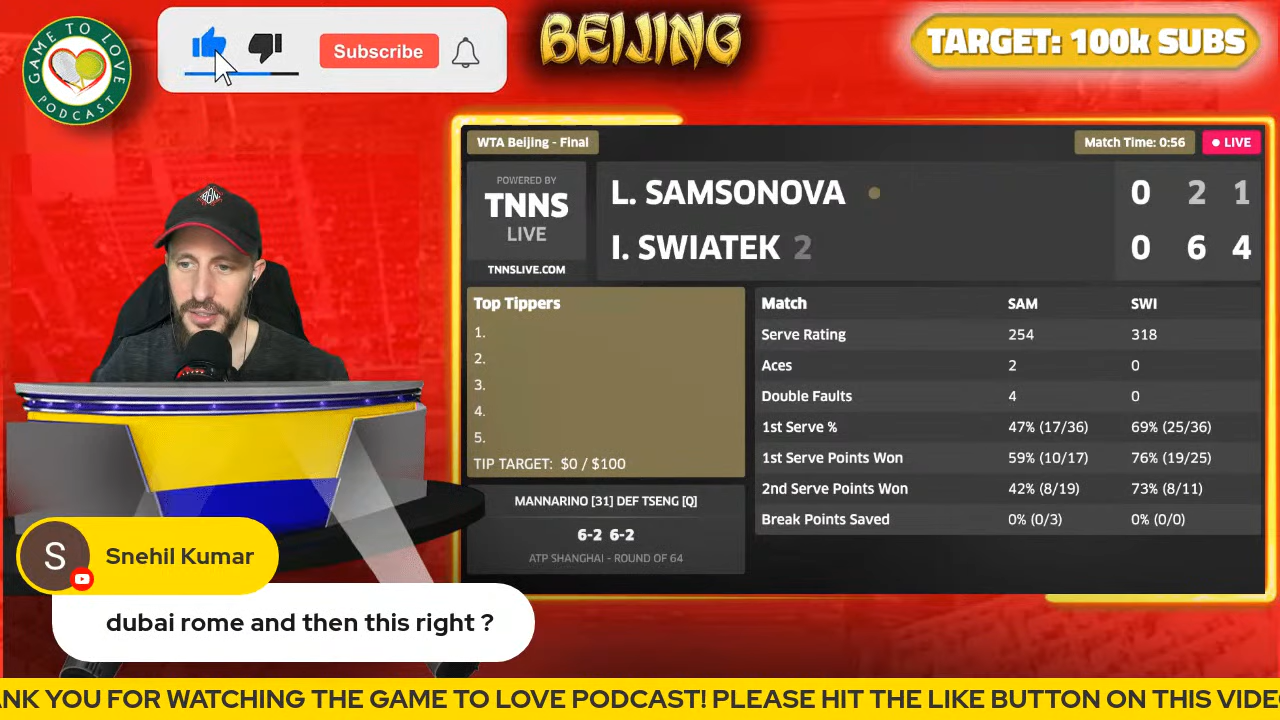 GAME TO LOVE
PODCAST
Subscribe
BEIJING
TARGET: 100k SUBS
WTA Beijing - Final
Match Time: 0:56
LIVE
POWERED BY
TNNS
LIVE
TNNSLIVE.COM
L. SAMSONOVA 0 2 1
I. SWIATEK 2 0 6 4
Top Tippers
1.
2.
3.
4.
5.
TIP TARGET: $0 / $100
MANNARINO [31] DEF TSENG [Q]
6-2 6-2
ATP SHANGHAI - ROUND OF 64
Match SAM SWI
Serve Rating 254 318
Aces 2 0
Double Faults 4 0
1st Serve % 47% (17/36) 69% (25/36)
1st Serve Points Won 59% (10/17) 76% (19/25)
2nd Serve Points Won 42% (8/19) 73% (8/11)
Break Points Saved 0% (0/3) 0% (0/0)
S
Snehil Kumar
dubai rome and then this right ?
NK YOU FOR WATCHING THE GAME TO LOVE PODCAST! PLEASE HIT THE LIKE BUTTON ON THIS VIDE